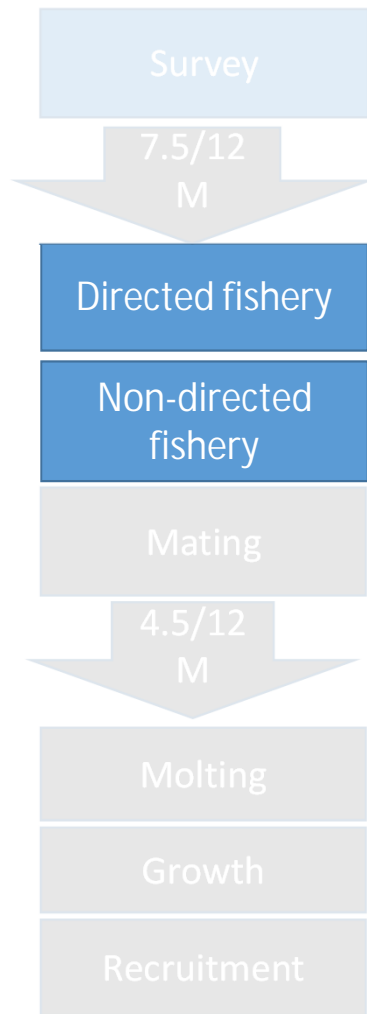 Survey
7.5/12
M
Directed fishery
Non-directed
fishery
Mating
4.5/12
M
Molting
Growth
Recruitment